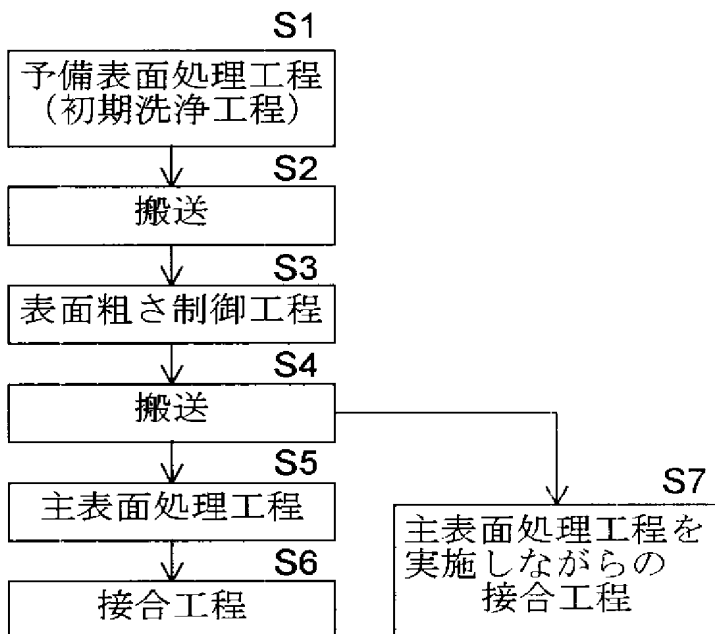 S1
予備表面処理工程
(初期洗浄工程)
S2
搬送
S3
表面粗さ制御工程
S4
搬送
S5
主表面処理工程
S6
接合工程
S7
主表面処理工程を
実施しながらの
接合工程